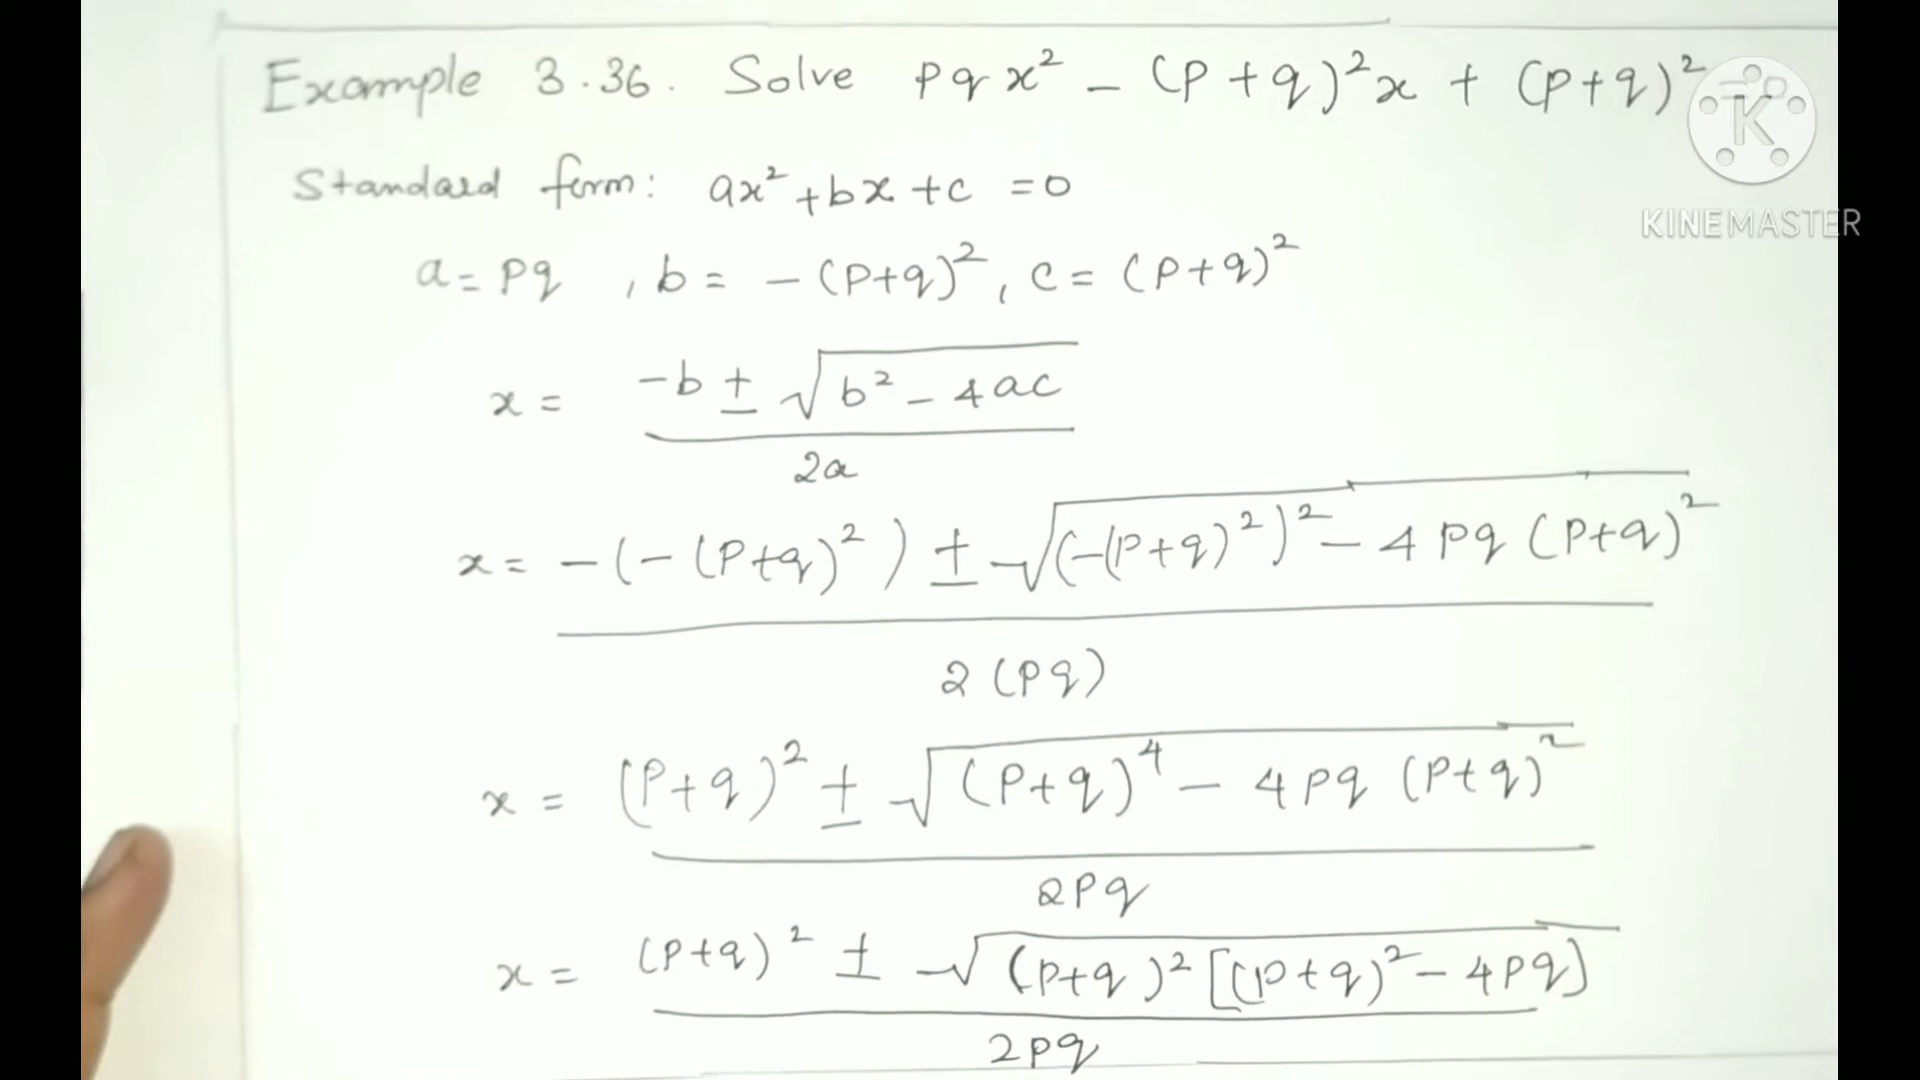 Example 3.36. Solve pqx² - (p+q)²x + (p+q)² = 0
Standard form: ax² + bx + c = 0
a = pq , b = -(p+q)² , c = (p+q)²
x = (-b ± √(b² - 4ac)) / 2a
x = (-(-(p+q)²) ± √((-(p+q)²)² - 4pq(p+q)²)) / 2(pq)
x = ((p+q)² ± √((p+q)⁴ - 4pq(p+q)²)) / 2pq
x = ((p+q)² ± √((p+q)²[(p+q)² - 4pq])) / 2pq
K
KINEMASTER